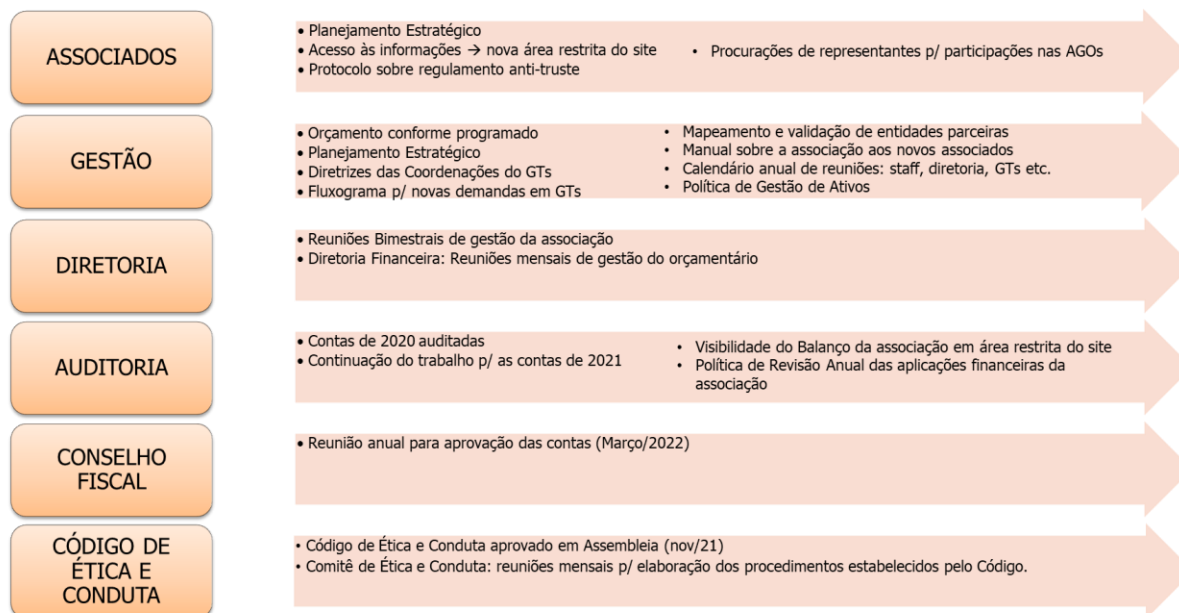 ASSOCIADOS
• Planejamento Estratégico
• Acesso às informações → nova área restrita do site
• Protocolo sobre regulamento anti-truste
• Procurações de representantes p/ participações nas AGOs
GESTÃO
• Orçamento conforme programado
• Planejamento Estratégico
• Diretrizes das Coordenações do GTs
• Fluxograma p/ novas demandas em GTs
• Mapeamento e validação de entidades parceiras
• Manual sobre a associação aos novos associados
• Calendário anual de reuniões: staff, diretoria, GTs etc.
• Política de Gestão de Ativos
DIRETORIA
• Reuniões Bimestrais de gestão da associação
• Diretoria Financeira: Reuniões mensais de gestão do orçamentário
AUDITORIA
• Contas de 2020 auditadas
• Continuação do trabalho p/ as contas de 2021
• Visibilidade do Balanço da associação em área restrita do site
• Política de Revisão Anual das aplicações financeiras da
associação
CONSELHO
FISCAL
• Reunião anual para aprovação das contas (Março/2022)
CÓDIGO DE
ÉTICA E
CONDUTA
• Código de Ética e Conduta aprovado em Assembleia (nov/21)
• Comitê de Ética e Conduta: reuniões mensais p/ elaboração dos procedimentos estabelecidos pelo Código.